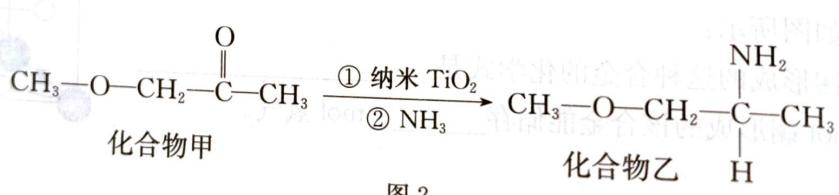 CH₃—O—CH₂—C(=O)—CH₃ ① 纳米 TiO₂ ② NH₃ CH₃—O—CH₂—C(NH₂)(H)—CH₃
化合物甲
化合物乙
图 2